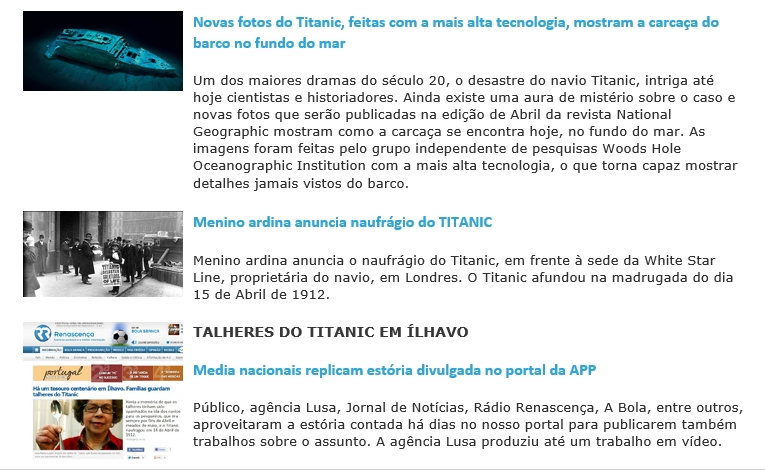 Novas fotos do Titanic, feitas com a mais alta tecnologia, mostram a carcaça do
barco no fundo do mar
Um dos maiores dramas do século 20, o desastre do navio Titanic, intriga até
hoje cientistas e historiadores. Ainda existe uma aura de mistério sobre o caso e
novas fotos que serão publicadas na edição de Abril da revista National
Geographic mostram como a carcaça se encontra hoje, no fundo do mar. As
imagens foram feitas pelo grupo independente de pesquisas Woods Hole
Oceanographic Institution com a mais alta tecnologia, o que torna capaz mostrar
detalhes jamais vistos do barco.
Menino ardina anuncia naufrágio do TITANIC
Menino ardina anuncia o naufrágio do Titanic, em frente à sede da White Star
Line, proprietária do navio, em Londres. O Titanic afundou na madrugada do dia
15 de Abril de 1912.
TITANIC
DISASTER
GREAT LOSS
OF LIFE
TALHERES DO TITANIC EM ÍLHAVO
Renascença
BOLA BRANCA
portugal
Há um tesouro centenário em Ílhavo. Famílias guardam
talheres do Titanic
Media nacionais replicam estória divulgada no portal da APP
Público, agência Lusa, Jornal de Notícias, Rádio Renascença, A Bola, entre outros,
aproveitaram a estória contada há dias no nosso portal para publicarem também
trabalhos sobre o assunto. A agência Lusa produziu até um trabalho em vídeo.